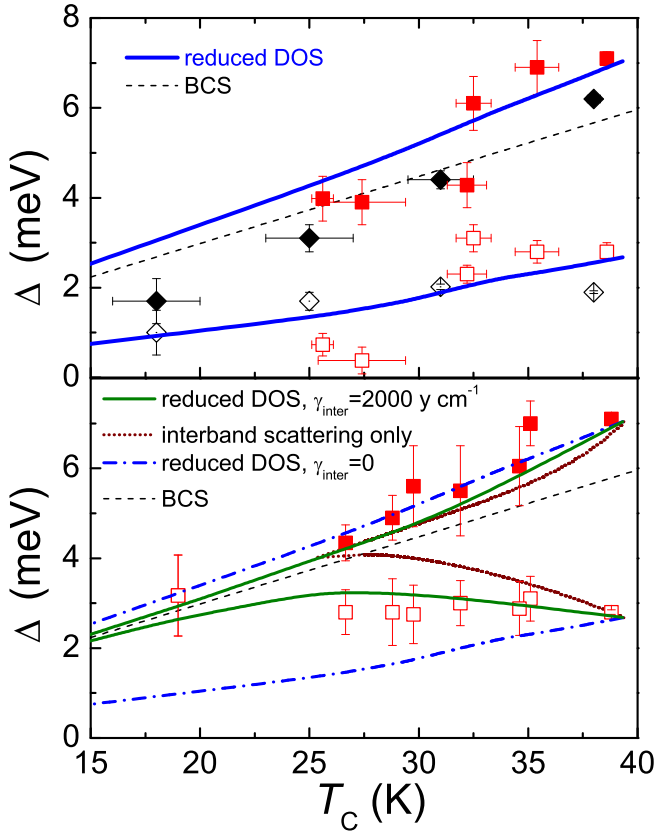 reduced DOS
BCS
8
6
4
2
0
Δ (meV)
reduced DOS, γinter=2000 y cm-1
interband scattering only
reduced DOS, γinter=0
BCS
6
4
2
0
Δ (meV)
15 20 25 30 35 40
TC (K)